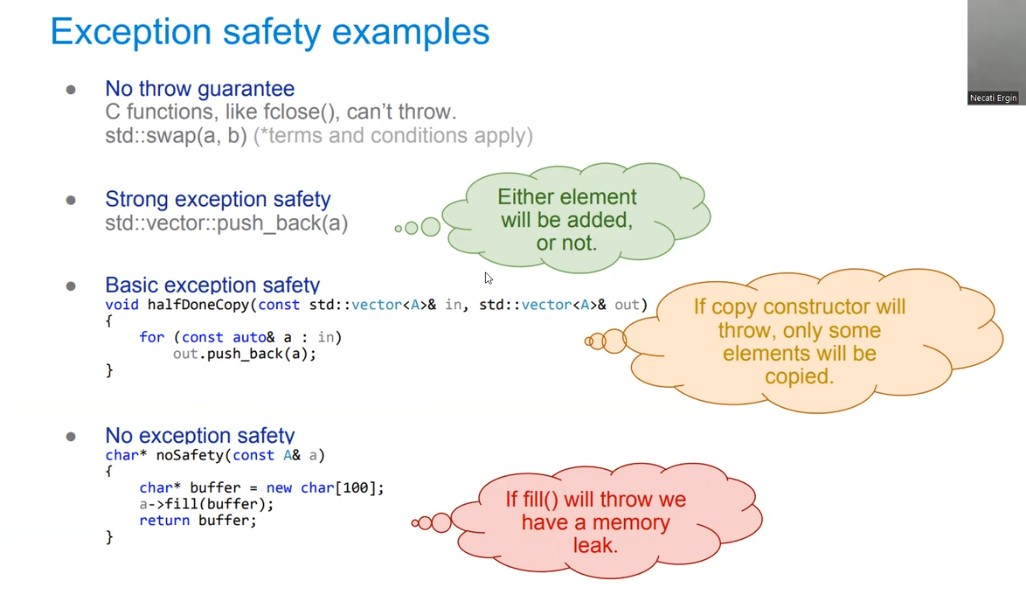 Exception safety examples
Necati Ergin
● No throw guarantee
C functions, like fclose(), can't throw.
std::swap(a, b) (*terms and conditions apply)
● Strong exception safety
std::vector::push_back(a)
Either element
will be added,
or not.
● Basic exception safety
void halfDoneCopy(const std::vector<A>& in, std::vector<A>& out)
{
    for (const auto& a : in)
        out.push_back(a);
}
If copy constructor will
throw, only some
elements will be
copied.
● No exception safety
char* noSafety(const A& a)
{
    char* buffer = new char[100];
    a->fill(buffer);
    return buffer;
}
If fill() will throw we
have a memory
leak.